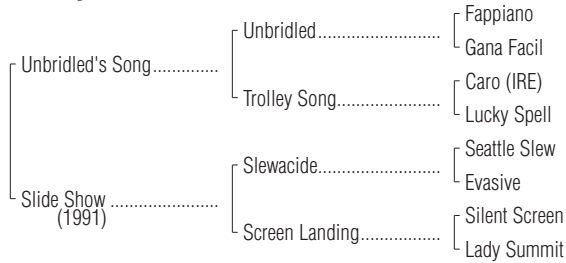 Fappiano
Unbridled..................
Gana Facil
Unbridled's Song.............
Caro (IRE)
Trolley Song...............
Lucky Spell
Seattle Slew
Slewacide..................
Evasive
Slide Show .....................
(1991)
Silent Screen
Screen Landing................
Lady Summit